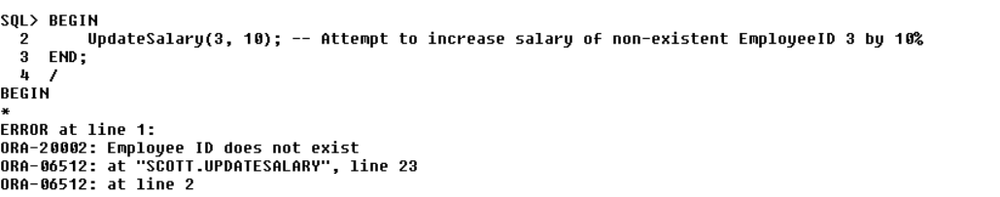 SQL> BEGIN
  2      UpdateSalary(3, 10); -- Attempt to increase salary of non-existent EmployeeID 3 by 10%
  3  END;
  4  /
BEGIN
*
ERROR at line 1:
ORA-20002: Employee ID does not exist
ORA-06512: at "SCOTT.UPDATESALARY", line 23
ORA-06512: at line 2